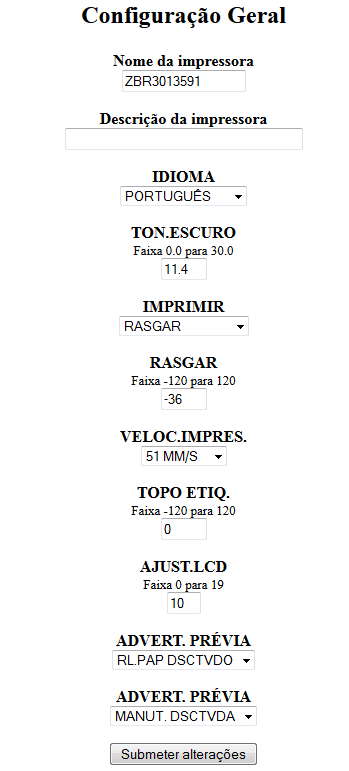 Configuração Geral
Nome da impressora
ZBR3013591
Descrição da impressora
IDIOMA
PORTUGUÊS
TON.ESCURO
Faixa 0.0 para 30.0
11.4
IMPRIMIR
RASGAR
RASGAR
Faixa -120 para 120
-36
VELOC.IMPRES.
51 MM/S
TOPO ETIQ.
Faixa -120 para 120
0
AJUST.LCD
Faixa 0 para 19
10
ADVERT. PRÉVIA
RL.PAP DSCTVDO
ADVERT. PRÉVIA
MANUT. DSCTVDA
Submeter alterações